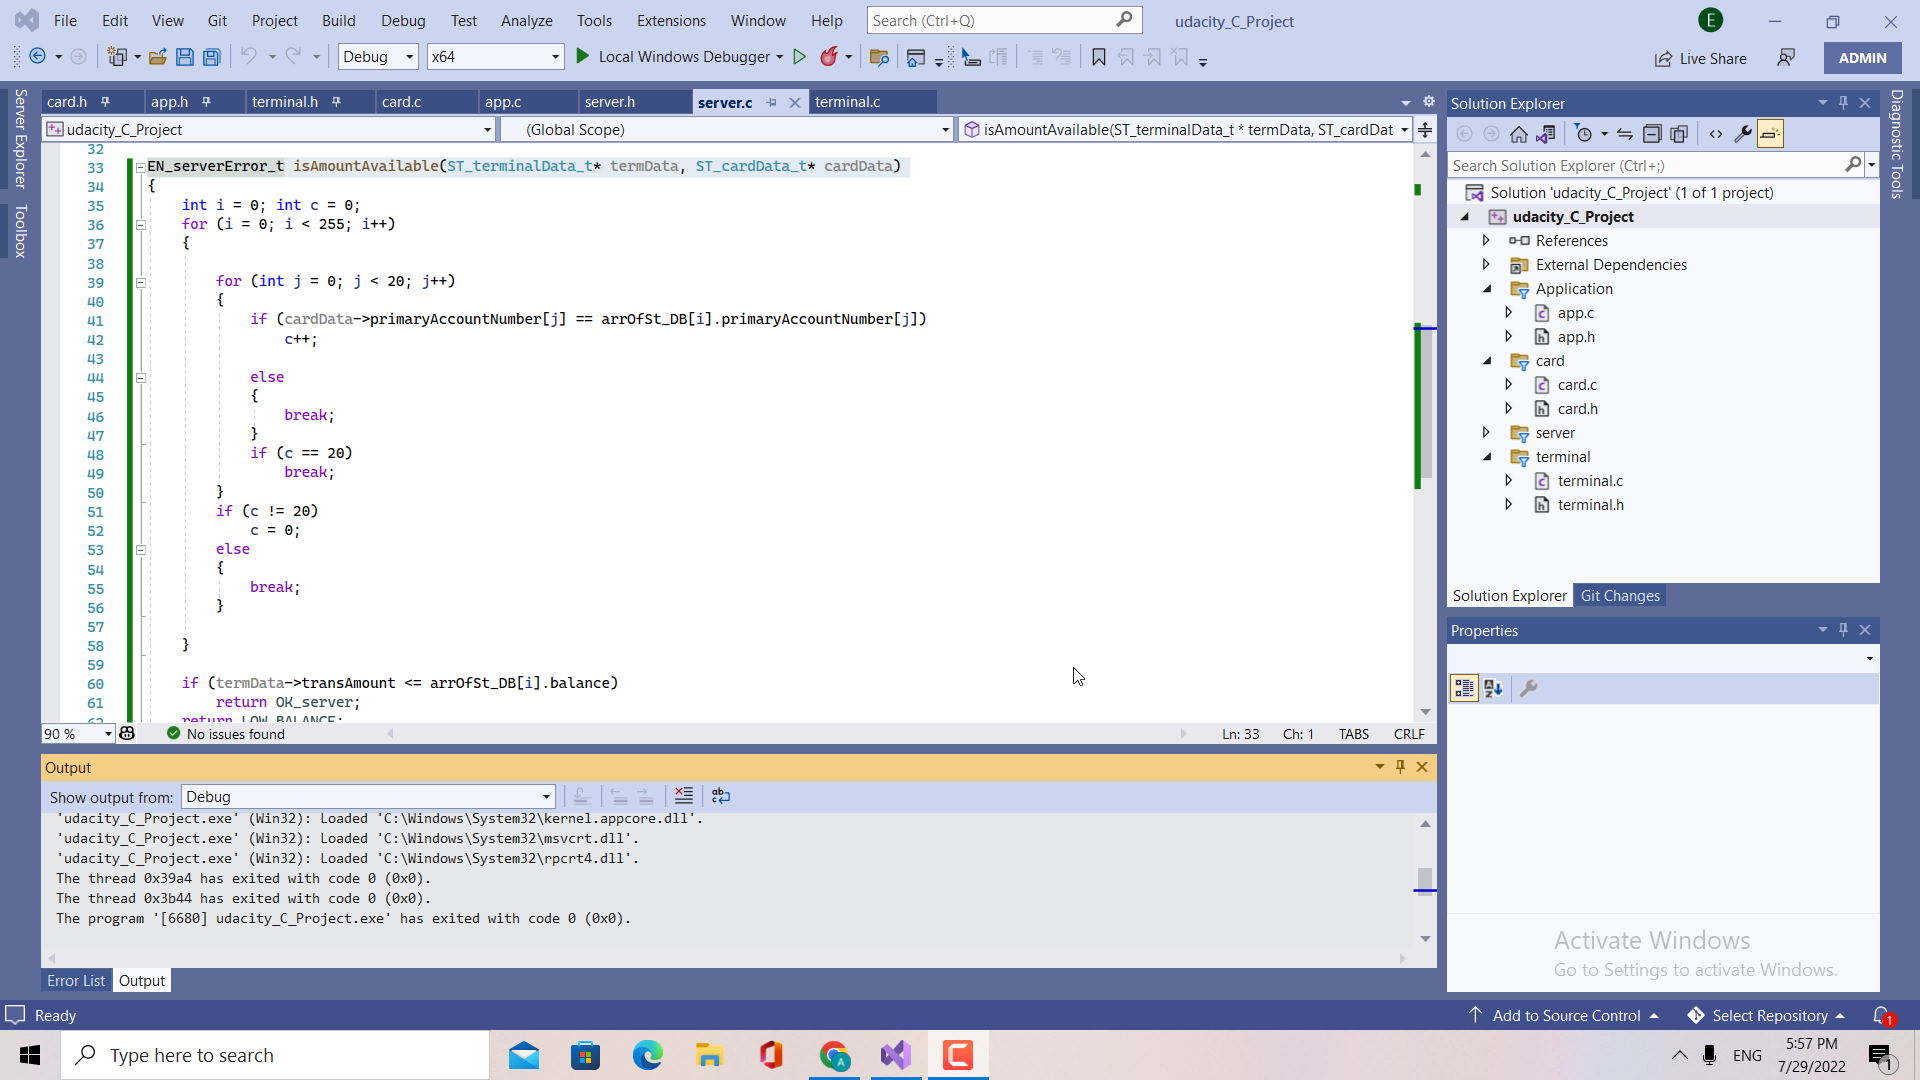 File Edit View Git Project Build Debug Test Analyze Tools Extensions Window Help Search (Ctrl+Q) udacity_C_Project E
Debug x64 Local Windows Debugger Live Share ADMIN
Server Explorer
Toolbox
card.h app.h terminal.h card.c app.c server.h server.c terminal.c
udacity_C_Project (Global Scope) isAmountAvailable(ST_terminalData_t * termData, ST_cardDat
32
33 EN_serverError_t isAmountAvailable(ST_terminalData_t* termData, ST_cardData_t* cardData)
34 {
35 int i = 0; int c = 0;
36 for (i = 0; i < 255; i++)
37 {
38
39 for (int j = 0; j < 20; j++)
40 {
41 if (cardData->primaryAccountNumber[j] == arrOfSt_DB[i].primaryAccountNumber[j])
42 c++;
43
44 else
45 {
46 break;
47 }
48 if (c == 20)
49 break;
50 }
51 if (c != 20)
52 c = 0;
53 else
54 {
55 break;
56 }
57
58 }
59
60 if (termData->transAmount <= arrOfSt_DB[i].balance)
61 return OK_server;
62 return LOW_BALANCE;
90 % No issues found Ln: 33 Ch: 1 TABS CRLF
Output
Show output from: Debug
'udacity_C_Project.exe' (Win32): Loaded 'C:\Windows\System32\kernel.appcore.dll'.
'udacity_C_Project.exe' (Win32): Loaded 'C:\Windows\System32\msvcrt.dll'.
'udacity_C_Project.exe' (Win32): Loaded 'C:\Windows\System32\rpcrt4.dll'.
The thread 0x39a4 has exited with code 0 (0x0).
The thread 0x3b44 has exited with code 0 (0x0).
The program '[6680] udacity_C_Project.exe' has exited with code 0 (0x0).
Error List Output
Solution Explorer
Search Solution Explorer (Ctrl+;)
Solution 'udacity_C_Project' (1 of 1 project)
udacity_C_Project
References
External Dependencies
Application
app.c
app.h
card
card.c
card.h
server
terminal
terminal.c
terminal.h
Solution Explorer Git Changes
Properties
Activate Windows
Go to Settings to activate Windows.
Diagnostic Tools
Ready Add to Source Control Select Repository 1
Type here to search A ENG 5:57 PM
7/29/2022 1